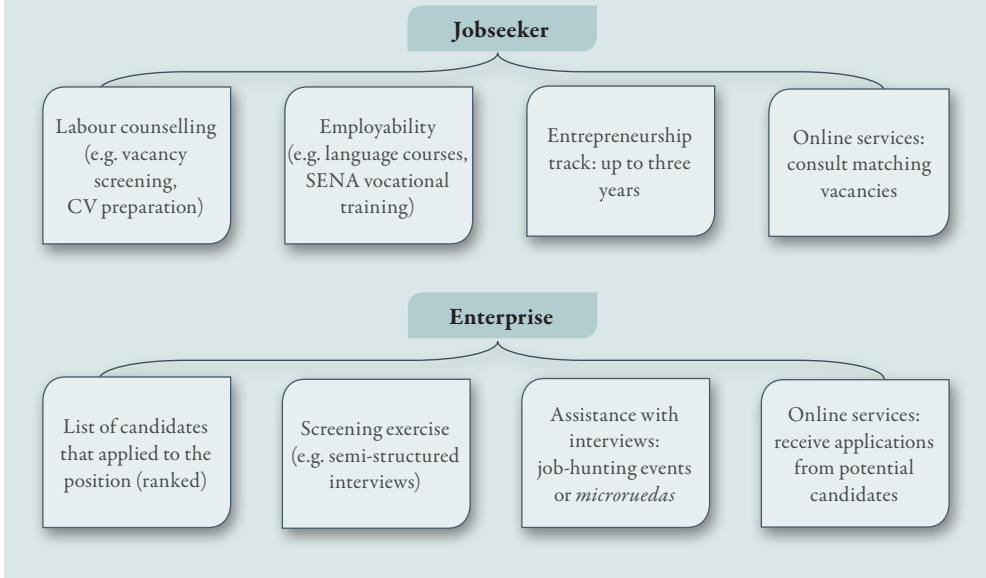 Jobseeker
Labour counselling
(e.g. vacancy
screening,
CV preparation)
Employability
(e.g. language courses,
SENA vocational
training)
Entrepreneurship
track: up to three
years
Online services:
consult matching
vacancies
Enterprise
List of candidates
that applied to the
position (ranked)
Screening exercise
(e.g. semi-structured
interviews)
Assistance with
interviews:
job-hunting events
or microruedas
Online services:
receive applications
from potential
candidates